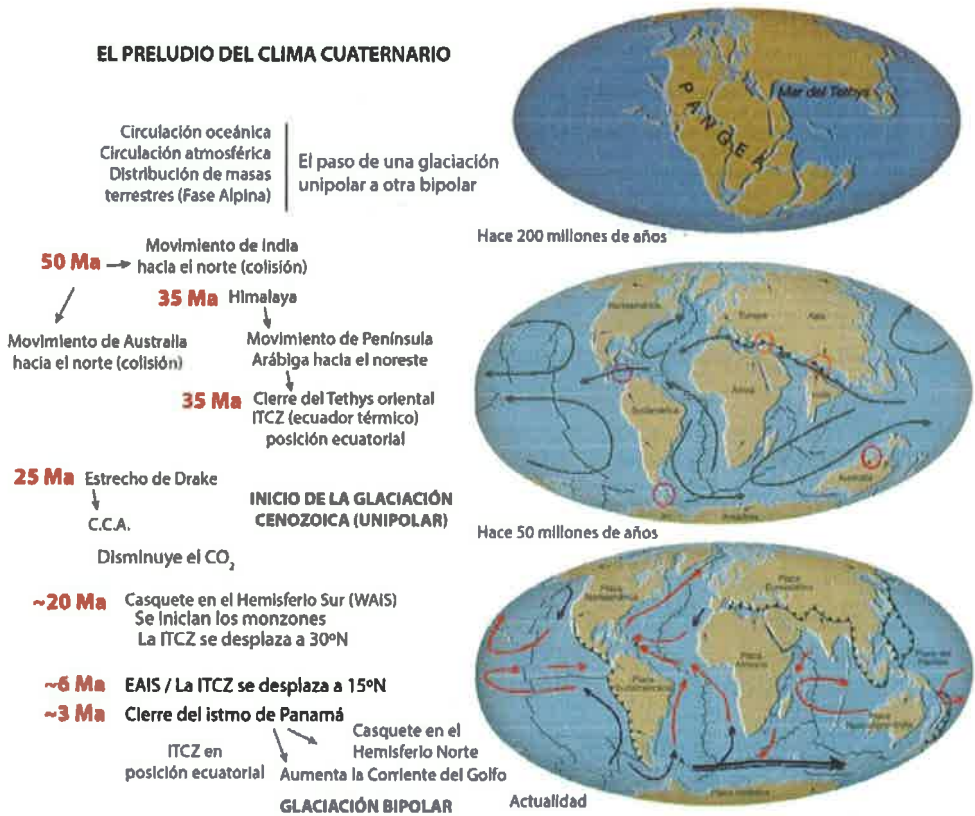 EL PRELUDIO DEL CLIMA CUATERNARIO
Circulación oceánica
Circulación atmosférica
Distribución de masas
terrestres (Fase Alpina)
El paso de una glaciación
unipolar a otra bipolar
50 Ma
Movimiento de India
hacia el norte (colisión)
35 Ma Himalaya
Movimiento de Australia
hacia el norte (colisión)
Movimiento de Península
Arábiga hacia el noreste
35 Ma Cierre del Tethys oriental
ITCZ (ecuador térmico)
posición ecuatorial
25 Ma Estrecho de Drake
C.C.A.
Disminuye el CO₂
INICIO DE LA GLACIACIÓN
CENOZOICA (UNIPOLAR)
~20 Ma Casquete en el Hemisferio Sur (WAIS)
Se inician los monzones
La ITCZ se desplaza a 30ºN
~6 Ma EAIS / La ITCZ se desplaza a 15ºN
~3 Ma Cierre del istmo de Panamá
Casquete en el
Hemisferio Norte
ITCZ en
posición ecuatorial
Aumenta la Corriente del Golfo
GLACIACIÓN BIPOLAR
PANGEA
Mar del Tethys
Hace 200 millones de años
Norteamérica
Europa
Asia
África
India
Sudamérica
Australia
Antártida
Hace 50 millones de años
Placa
Norteamericana
Placa
Euroasiática
Placa
Africana
Placa
Sudamericana
Placa del
Placa
Placa Antártica
Actualidad